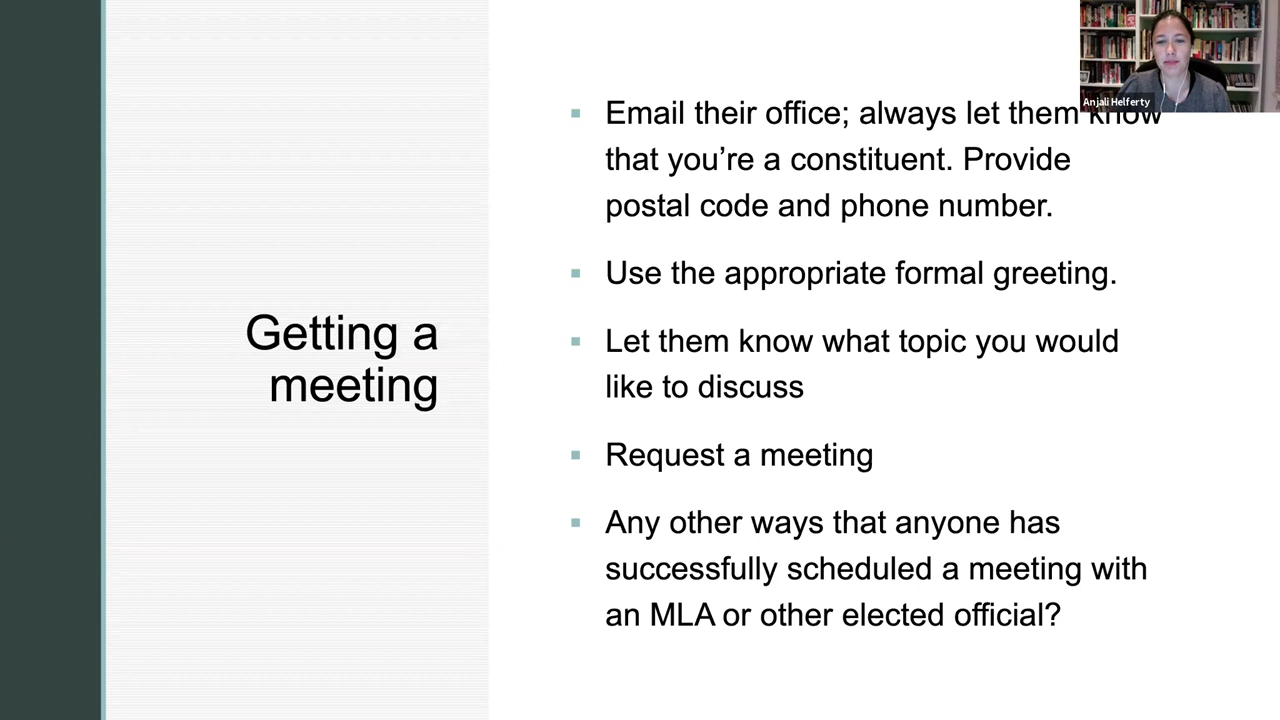 Getting a
meeting
Email their office; always let them know
that you’re a constituent. Provide
postal code and phone number.
Use the appropriate formal greeting.
Let them know what topic you would
like to discuss
Request a meeting
Any other ways that anyone has
successfully scheduled a meeting with
an MLA or other elected official?
Anjali Helferty